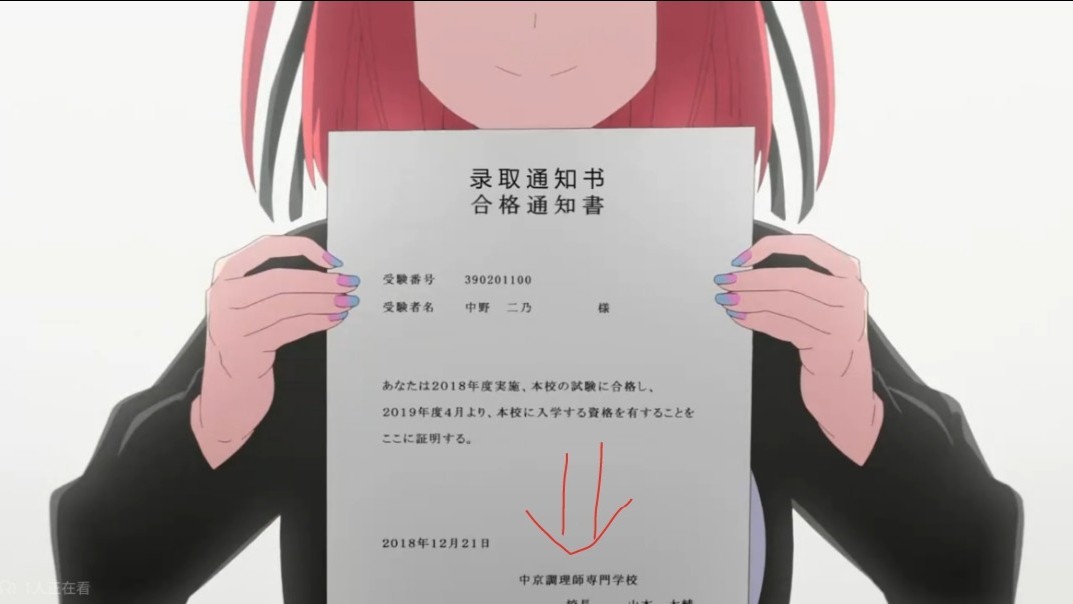 录取通知书
合格通知書
受験番号 390201100
受験者名 中野 二乃 様
あなたは2018年度実施、本校の試験に合格し、
2019年度4月より、本校に入学する資格を有することを
ここに証明する。
2018年12月21日
中京調理師専門学校
校長 山本
人正在看